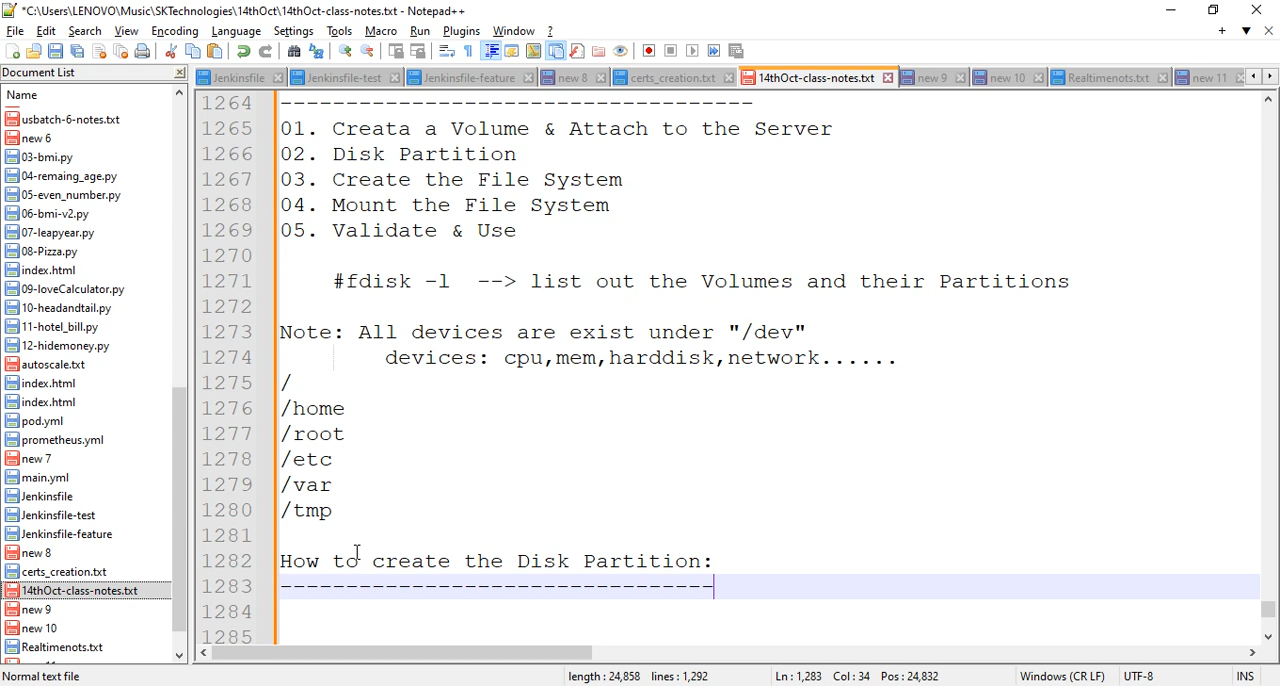 *C:\Users\LENOVO\Music\SKTechnologies\14thOct\14thOct-class-notes.txt - Notepad++
File Edit Search View Encoding Language Settings Tools Macro Run Plugins Window ?
Document List
Jenkinsfile Jenkinsfile-test Jenkinsfile-feature new 8 certs_creation.txt 14thOct-class-notes.txt new 9 new 10 Realtimenots.txt new 11
Name
usbatch-6-notes.txt
new 6
03-bmi.py
04-remaing_age.py
05-even_number.py
06-bmi-v2.py
07-leapyear.py
08-Pizza.py
index.html
09-loveCalculator.py
10-headandtail.py
11-hotel_bill.py
12-hidemoney.py
autoscale.txt
index.html
index.html
pod.yml
prometheus.yml
new 7
main.yml
Jenkinsfile
Jenkinsfile-test
Jenkinsfile-feature
new 8
certs_creation.txt
14thOct-class-notes.txt
new 9
new 10
Realtimenots.txt
1264 ------------------------------------
1265 01. Creata a Volume & Attach to the Server
1266 02. Disk Partition
1267 03. Create the File System
1268 04. Mount the File System
1269 05. Validate & Use
1270
1271 #fdisk -l --> list out the Volumes and their Partitions
1272
1273 Note: All devices are exist under "/dev"
1274 devices: cpu,mem,harddisk,network......
1275 /
1276 /home
1277 /root
1278 /etc
1279 /var
1280 /tmp
1281
1282 How to create the Disk Partition:
1283 ---------------------------------
1284
1285
Normal text file length : 24,858 lines : 1,292 Ln : 1,283 Col : 34 Pos : 24,832 Windows (CR LF) UTF-8 INS